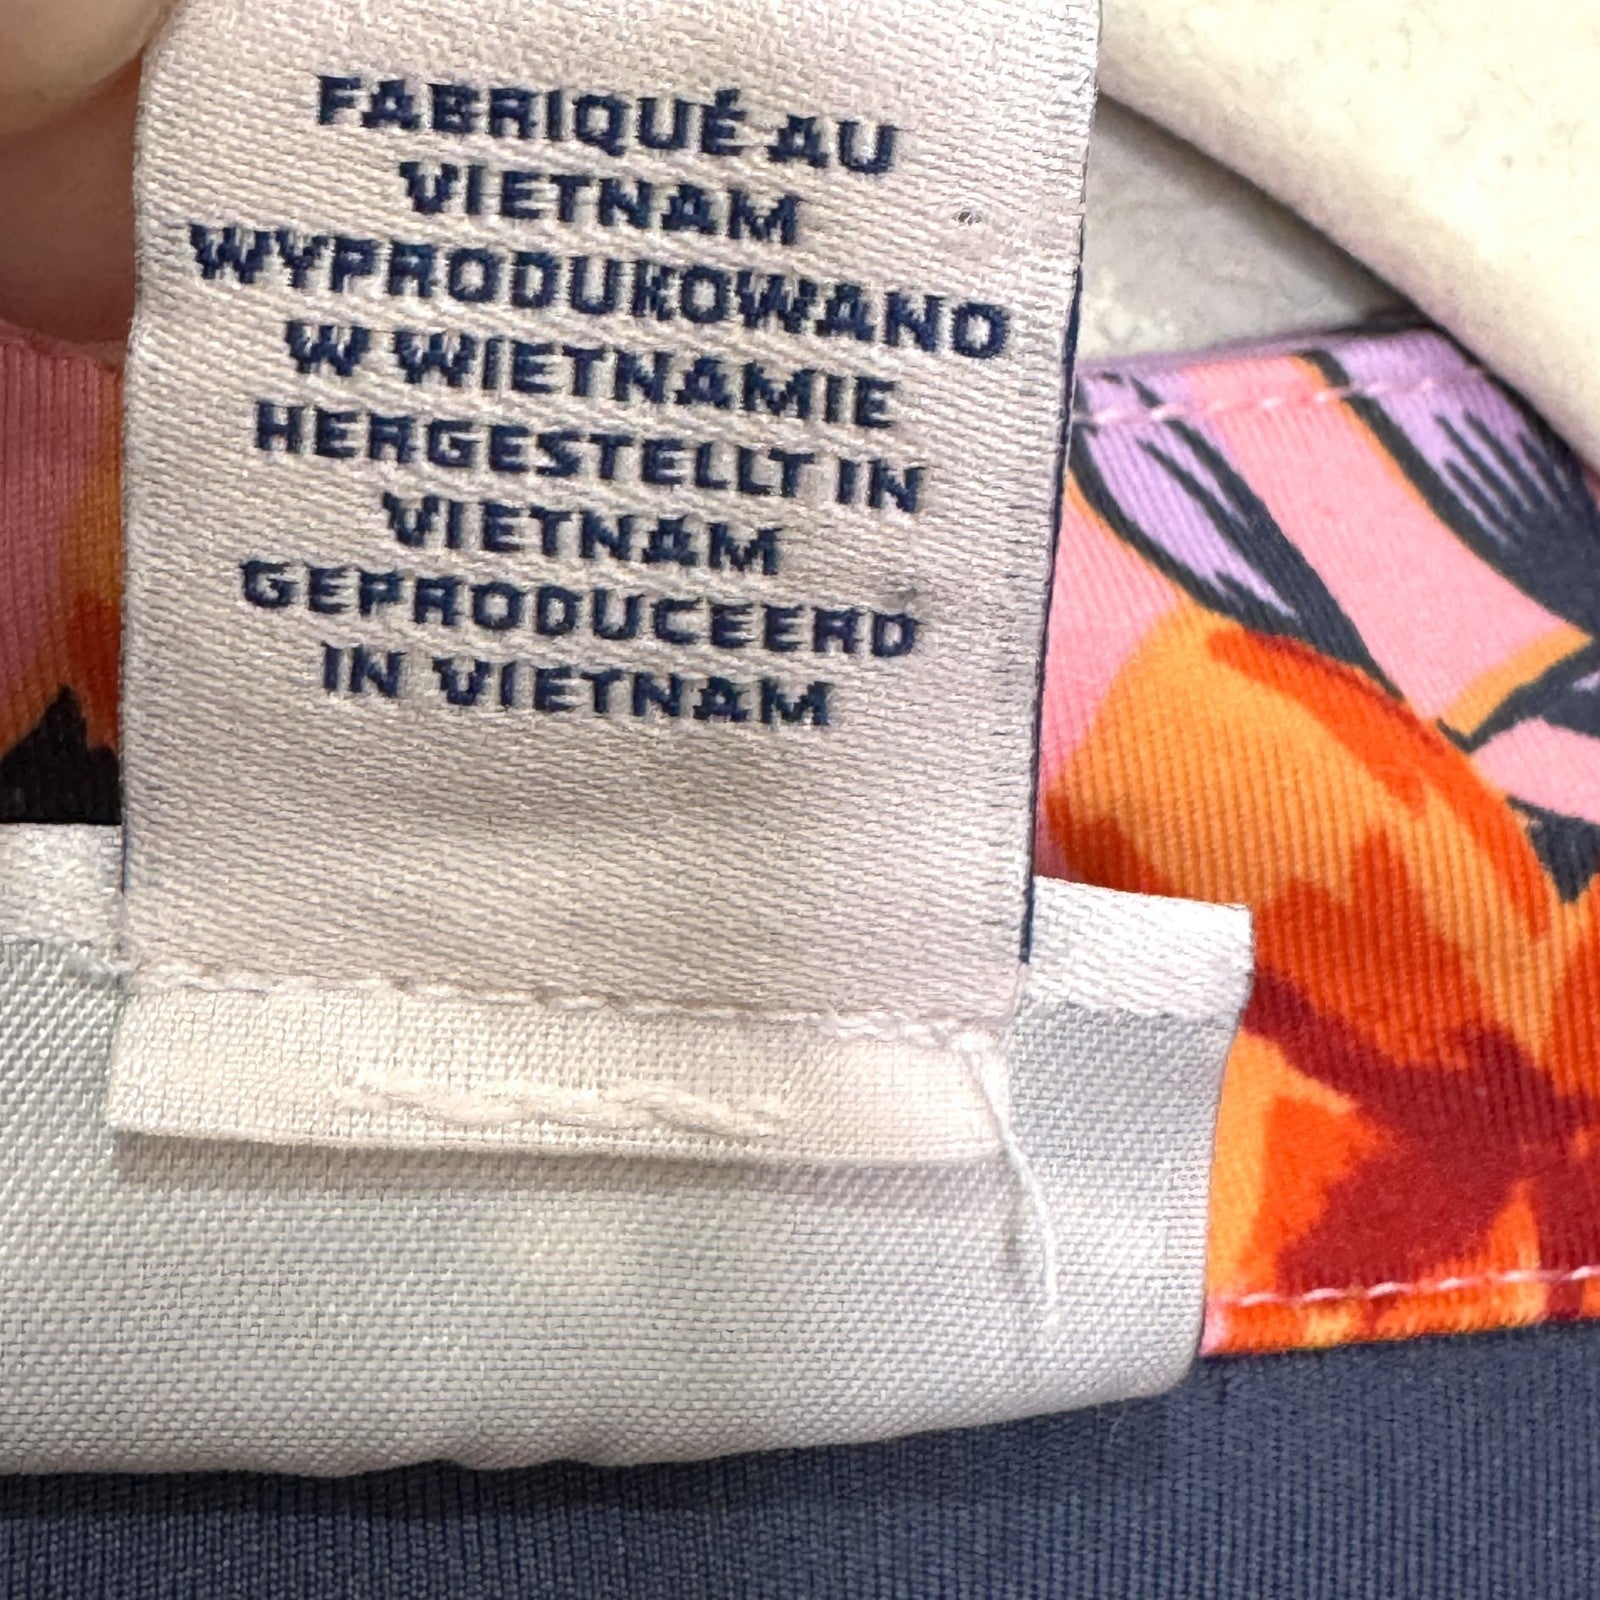 FABRIQUÉ AU
VIETNAM
WYPRODUKOWANO
W WIETNAMIE
HERGESTELLT IN
VIETNAM
GEPRODUCEERD
IN VIETNAM